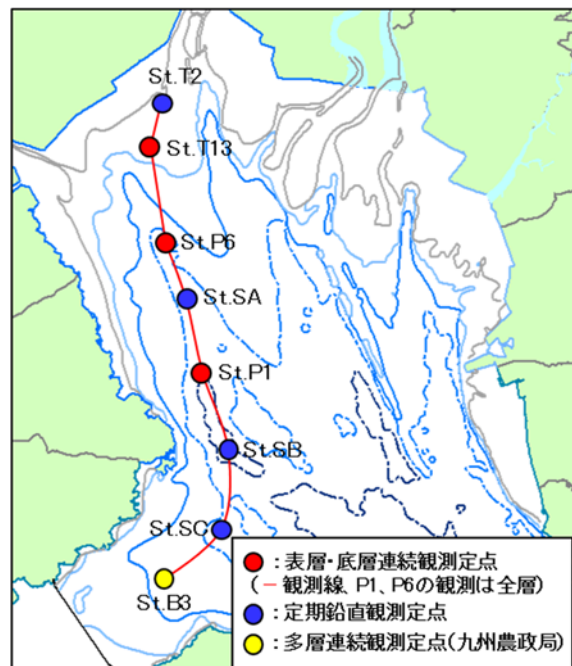 St.T2
St.T13
St.P6
St.SA
St.P1
St.SB
St.SC
St.B3
：表層・底層連続観測定点
（－ 観測線、P1、P6の観測は全層）
：定期鉛直観測定点
：多層連続観測定点(九州農政局)